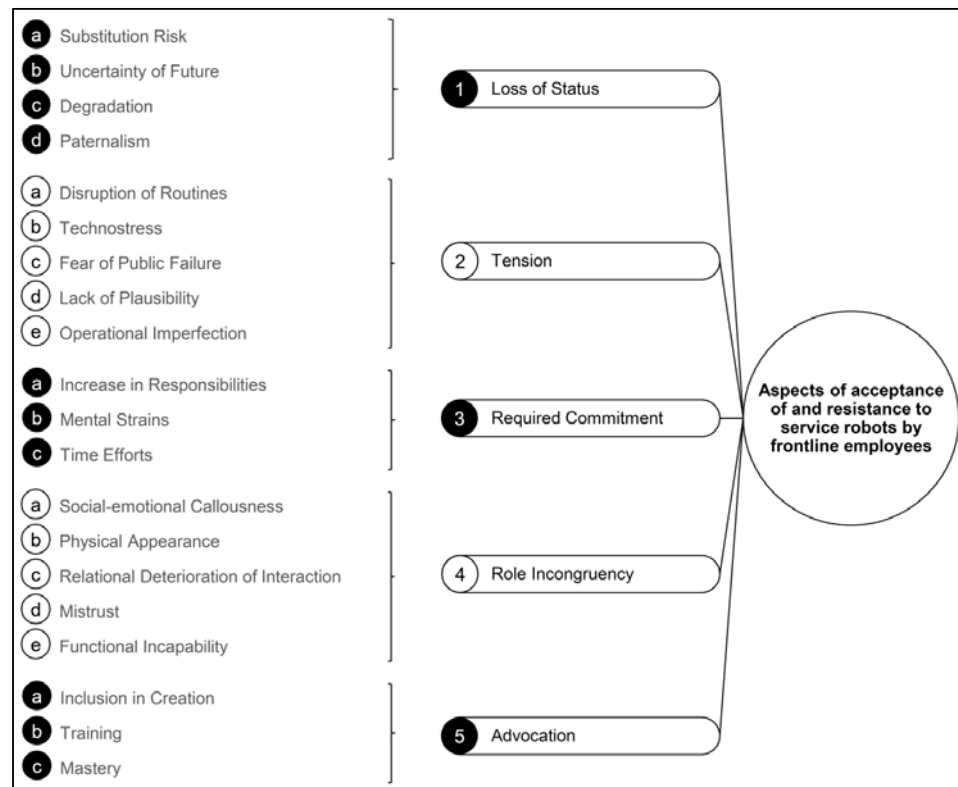 a Substitution Risk
b Uncertainty of Future
c Degradation
d Paternalism
1 Loss of Status
a Disruption of Routines
b Technostress
c Fear of Public Failure
d Lack of Plausibility
e Operational Imperfection
2 Tension
a Increase in Responsibilities
b Mental Strains
c Time Efforts
3 Required Commitment
a Social-emotional Callousness
b Physical Appearance
c Relational Deterioration of Interaction
d Mistrust
e Functional Incapability
4 Role Incongruency
a Inclusion in Creation
b Training
c Mastery
5 Advocation
Aspects of acceptance
of and resistance to
service robots by
frontline employees